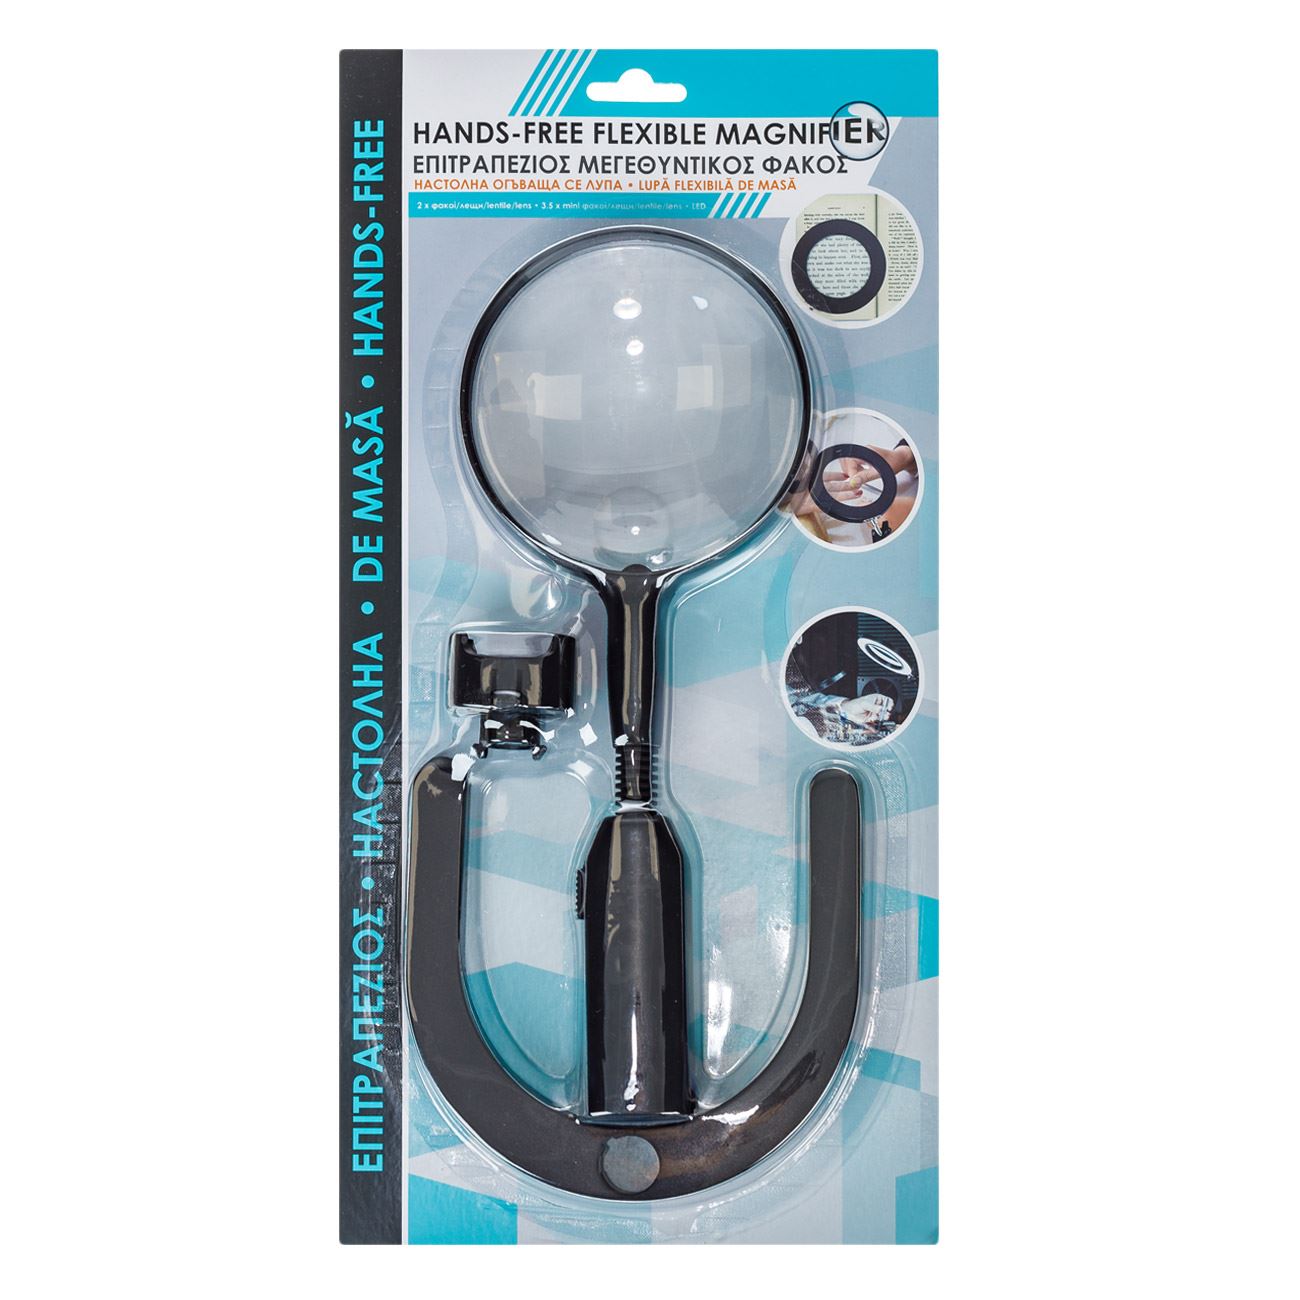 HANDS-FREE FLEXIBLE MAGNIFIER
ΕΠΙΤΡΑΠΕΖΙΟΣ ΜΕΓΕΘΥΝΤΙΚΟΣ ΦΑΚΟΣ
НАСТОЛНА ОГЪВАЩА СЕ ЛУПА • LUPĂ FLEXIBILĂ DE MASĂ
2 x φακοί/лещи/lentile/lens • 3.5 x mini φακοί/лещи/lentile/lens • LED
ΕΠΙΤΡΑΠΕΖΙΟΣ • НАСТОЛНА • DE MASĂ • HANDS-FREE